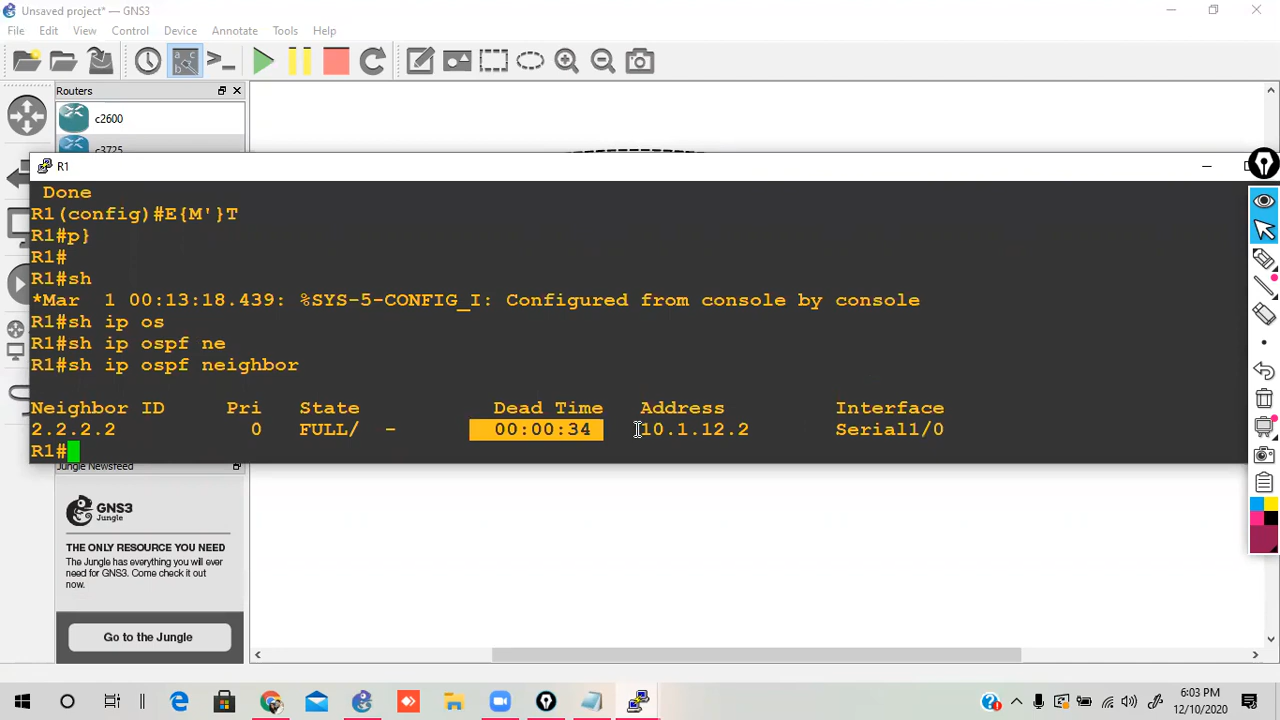 Unsaved project* — GNS3
File Edit View Control Device Annotate Tools Help
Routers
c2600
c3725
R1
Done
R1(config)#E{M'}T
R1#p}
R1#
R1#sh
*Mar  1 00:13:18.439: %SYS-5-CONFIG_I: Configured from console by console
R1#sh ip os
R1#sh ip ospf ne
R1#sh ip ospf neighbor
Neighbor ID Pri State Dead Time Address Interface
2.2.2.2 0 FULL/ - 00:00:34 10.1.12.2 Serial1/0
R1#
Jungle Newsfeed
GNS3
Jungle
THE ONLY RESOURCE YOU NEED
The Jungle has everything you will ever
need for GNS3. Come check it out
now.
Go to the Jungle
6:03 PM
12/10/2020